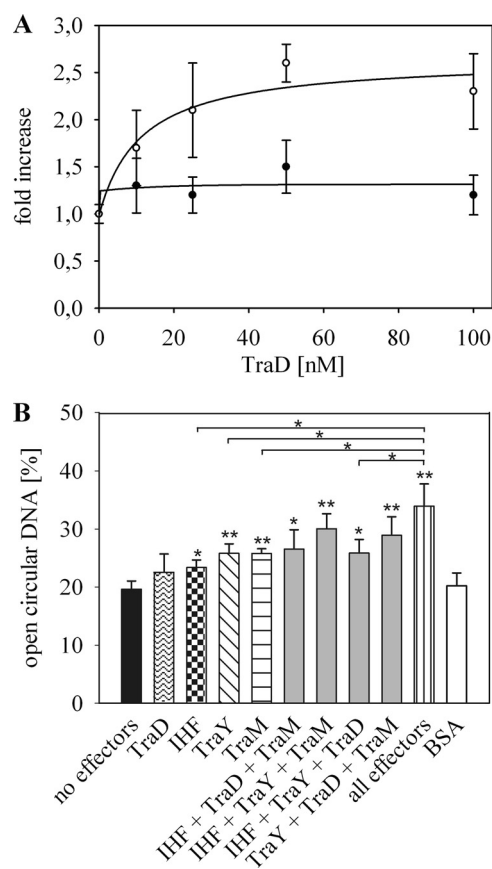 A
fold increase
3,0
2,5
2,0
1,5
1,0
3,0
2,0
0 20 40 60 80 100
TraD [nM]
B
open circular DNA [%]
50
40
30
20
10
0
*
*
*
*
* ** ** * ** * ** **
no effectors
TraD
IHF
TraY
TraM
IHF + TraD + TraM
IHF + TraY + TraM
IHF + TraY + TraD
TraY + TraD + TraM
all effectors
BSA